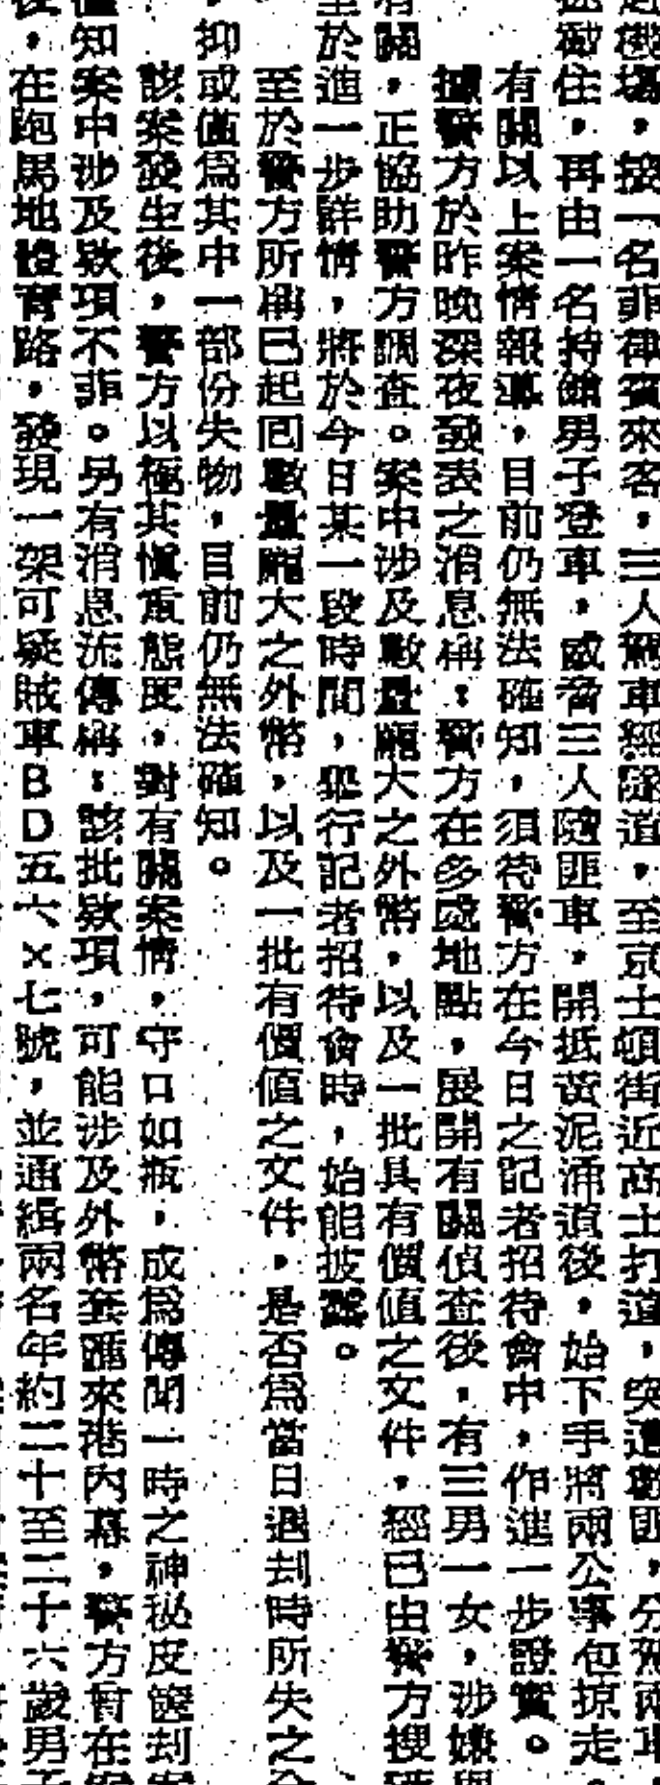 近機場，接一名菲律賓來客，三人駕車經隧道，至京士頓街近高士打道，突遭數匪，分駕兩車
截住，再由一名持鎗男子登車，威脅三人隨匪車，開抵黃泥涌道後，始下手將兩公事包掠走。
有關以上案情報導，目前仍無法確知，須待警方在今日之記者招待會中，作進一步證實。
據警方於昨晚深夜發表之消息稱：警方在多處地點，展開有關偵查後，有三男一女，涉嫌與
有關，正協助警方調查。案中涉及數量龐大之外幣，以及一批具有價值之文件，經已由警方搜
至於進一步詳情，將於今日某一段時間，舉行記者招待會時，始能披露。
至於警方所稱已起回數量龐大之外幣，以及一批有價值之文件，是否為當日遇刦時所失之
，抑或僅為其中一部份失物，目前仍無法確知。
該案發生後，警方以極其慎重態度，對有關案情，守口如瓶，成為傳聞一時之神秘皮篋刦案
知案中涉及欵項不菲。另有消息流傳稱：該批欵項，可能涉及外幣套匯來港內幕，警方曾在
後，在跑馬地體育路，發現一架可疑賊車BD五六×七號，並通緝兩名年約二十至二十六歲男子